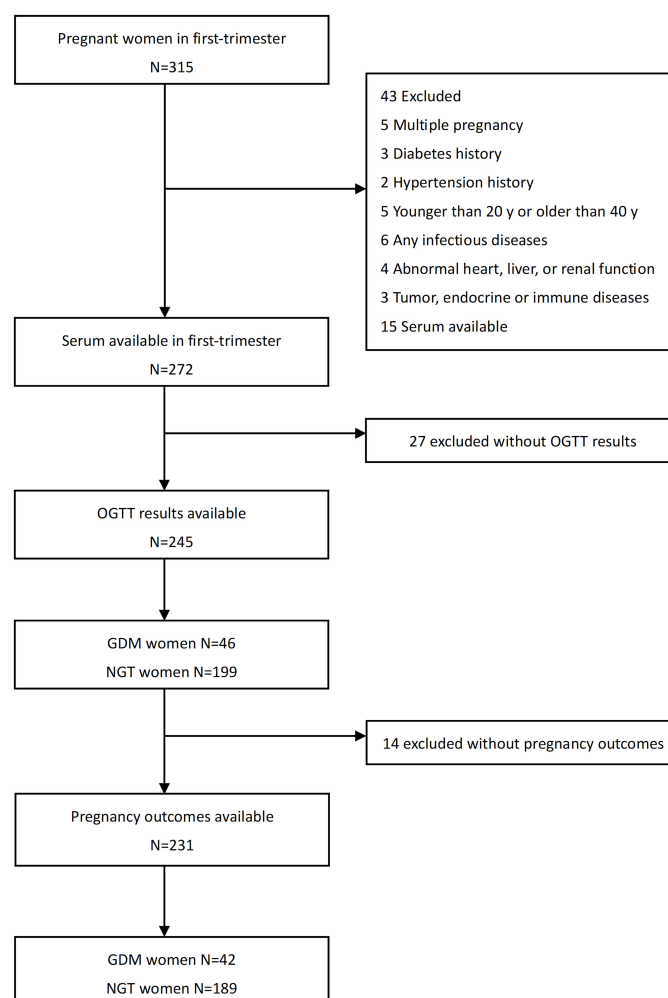 Pregnant women in first-trimester
N=315
43 Excluded
5 Multiple pregnancy
3 Diabetes history
2 Hypertension history
5 Younger than 20 y or older than 40 y
6 Any infectious diseases
4 Abnormal heart, liver, or renal function
3 Tumor, endocrine or immune diseases
15 Serum available
Serum available in first-trimester
N=272
27 excluded without OGTT results
OGTT results available
N=245
GDM women N=46
NGT women N=199
14 excluded without pregnancy outcomes
Pregnancy outcomes available
N=231
GDM women N=42
NGT women N=189